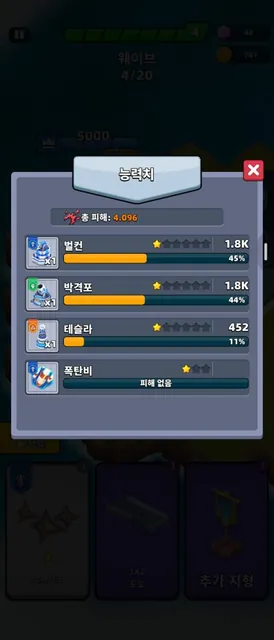 웨이브
4/20
5000
능력치
총 피해: 4.096
벌컨
1.8K
x1
45%
박격포
1.8K
x1
44%
테슬라
452
x1
11%
폭탄비
피해 없음
추가 지형